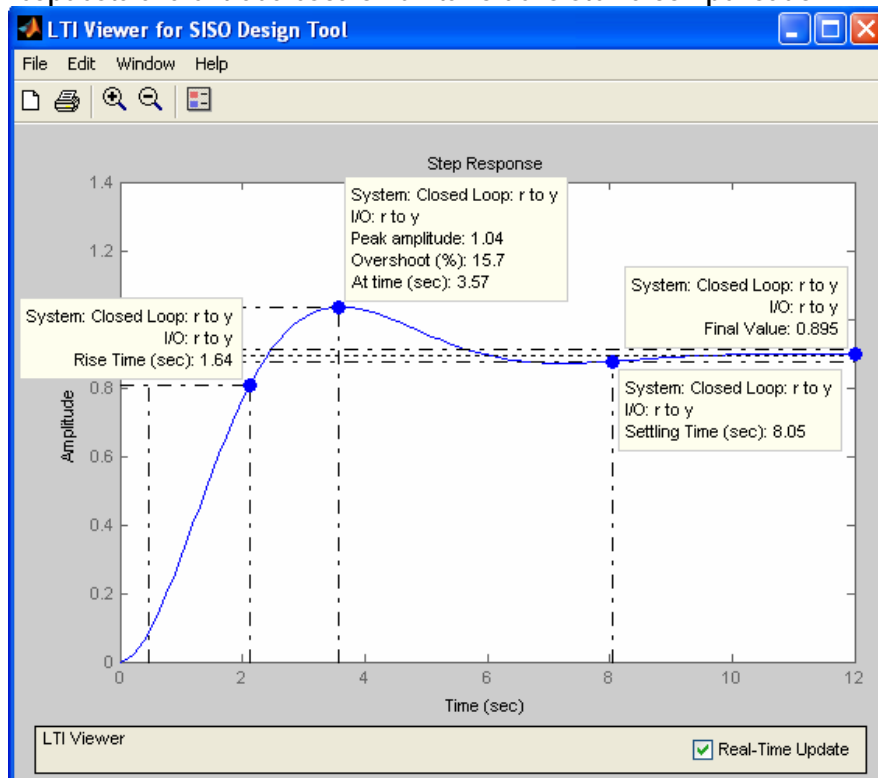 LTI Viewer for SISO Design Tool
File Edit Window Help
Step Response
System: Closed Loop: r to y
I/O: r to y
Peak amplitude: 1.04
Overshoot (%): 15.7
At time (sec): 3.57
System: Closed Loop: r to y
I/O: r to y
Final Value: 0.895
System: Closed Loop: r to y
I/O: r to y
Rise Time (sec): 1.64
System: Closed Loop: r to y
I/O: r to y
Settling Time (sec): 8.05
Amplitude
1.4
1.2
0.8
0.6
0.4
0.2
0
0 2 4 6 8 10 12
Time (sec)
LTI Viewer
Real-Time Update